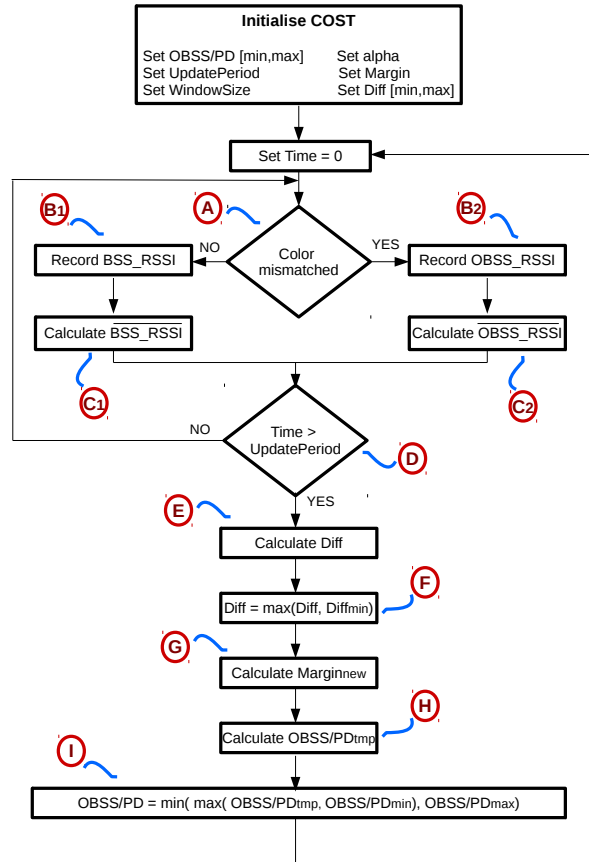 Initialise COST
Set OBSS/PD [min,max] Set alpha
Set UpdatePeriod Set Margin
Set WindowSize Set Diff [min,max]
Set Time = 0
B1
A
B2
NO
Color
mismatched
YES
Record BSS_RSSI
Record OBSS_RSSI
Calculate BSS_RSSI
Calculate OBSS_RSSI
C1
C2
NO
Time >
UpdatePeriod
D
YES
E
Calculate Diff
F
Diff = max(Diff, Diffmin)
G
Calculate Marginnew
H
Calculate OBSS/PDtmp
I
OBSS/PD = min( max( OBSS/PDtmp, OBSS/PDmin), OBSS/PDmax)